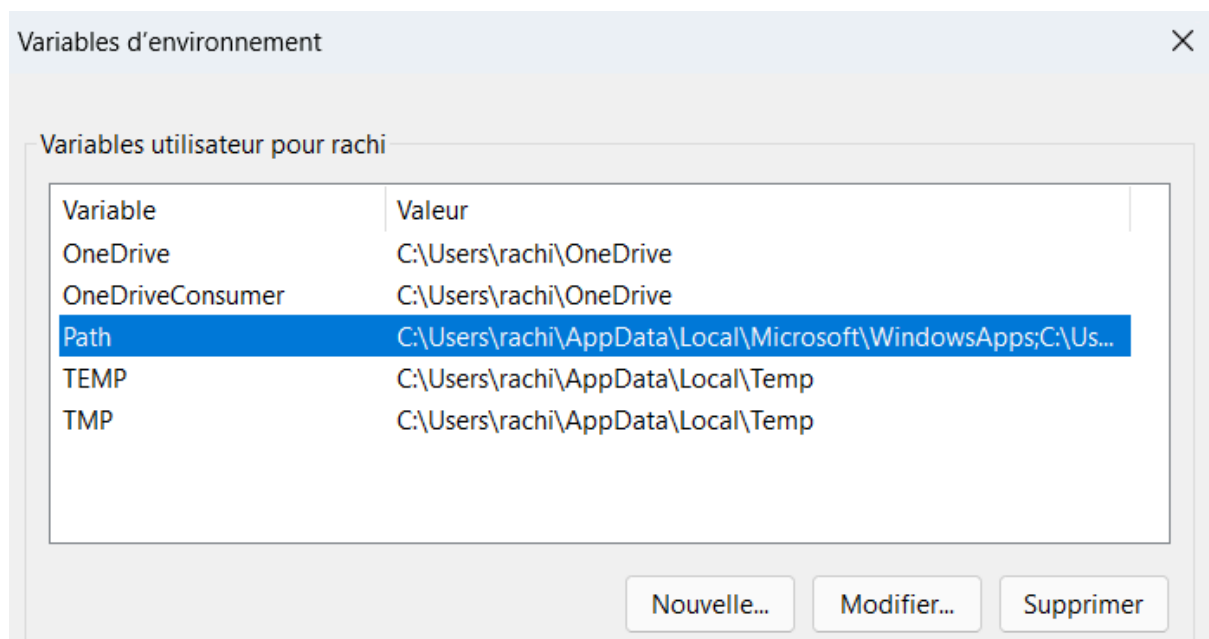 Variables d’environnement
Variables utilisateur pour rachi
Variable Valeur
OneDrive C:\Users\rachi\OneDrive
OneDriveConsumer C:\Users\rachi\OneDrive
Path C:\Users\rachi\AppData\Local\Microsoft\WindowsApps;C:\Us...
TEMP C:\Users\rachi\AppData\Local\Temp
TMP C:\Users\rachi\AppData\Local\Temp
Nouvelle... Modifier... Supprimer